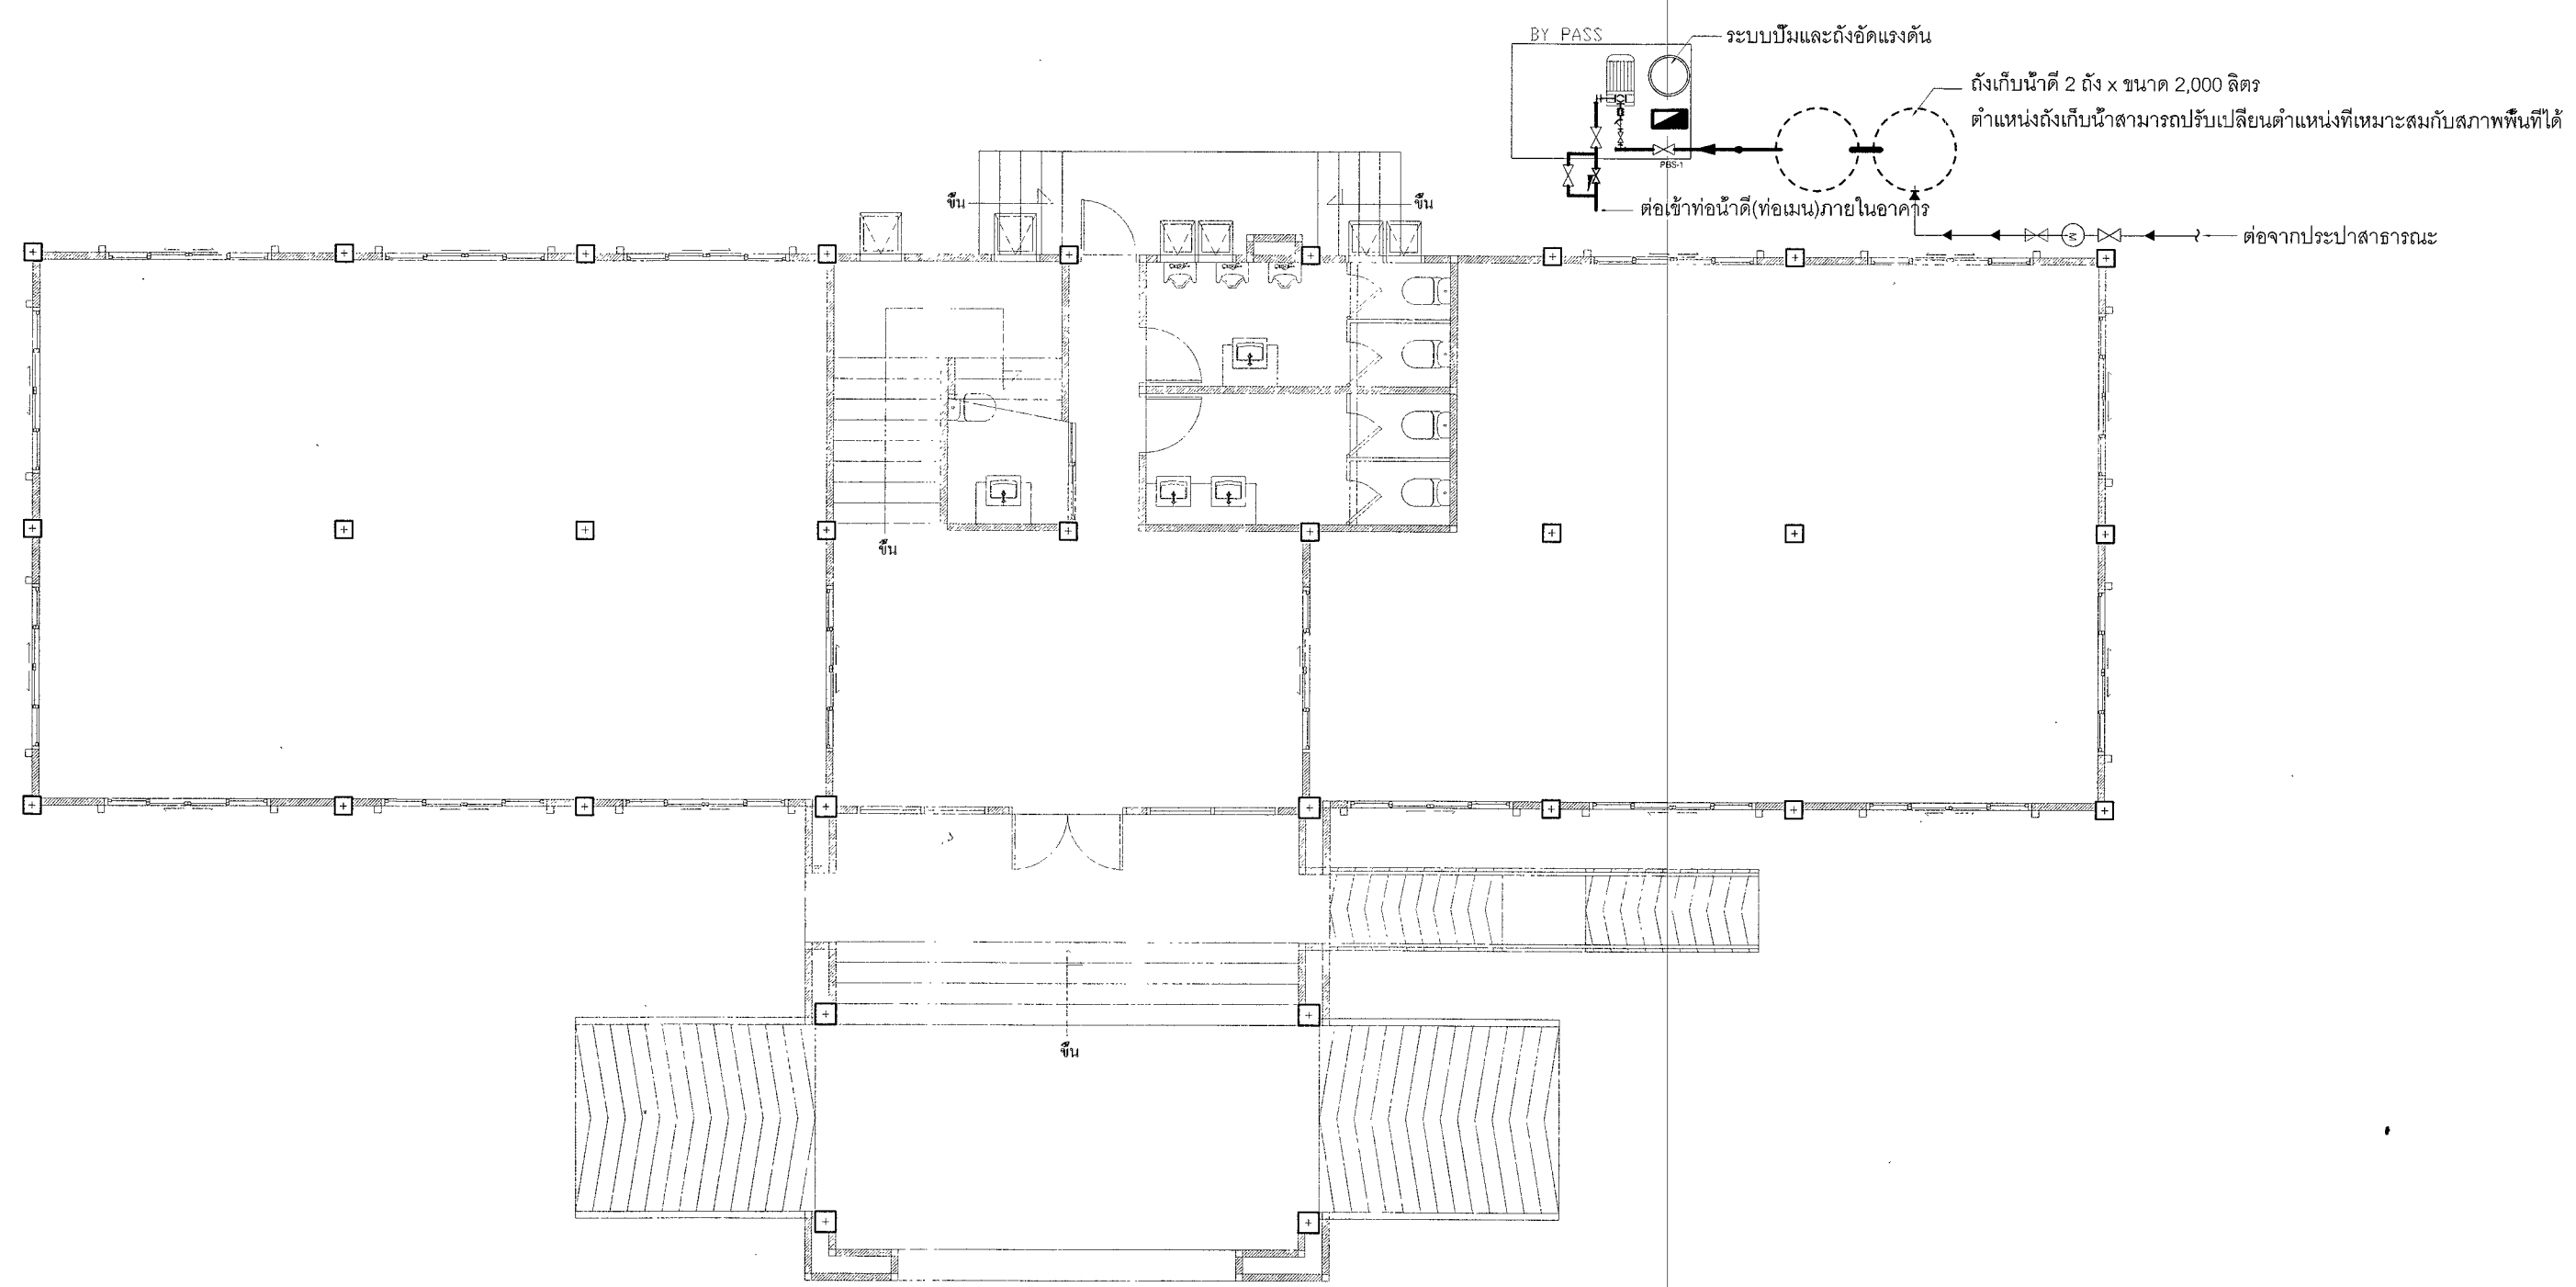 BY PASS
ระบบปั๊มและถังอัดแรงดัน
ถังเก็บน้ำดี 2 ถัง x ขนาด 2,000 ลิตร
ตำแหน่งถังเก็บน้ำสามารถปรับเปลี่ยนตำแหน่งที่เหมาะสมกับสภาพพื้นที่ได้
PBS-1
ขึ้น
ขึ้น
ต่อเข้าท่อน้ำดี(ท่อเมน)ภายในอาคาร
M
ต่อจากประปาสาธารณะ
ขึ้น
ขึ้น